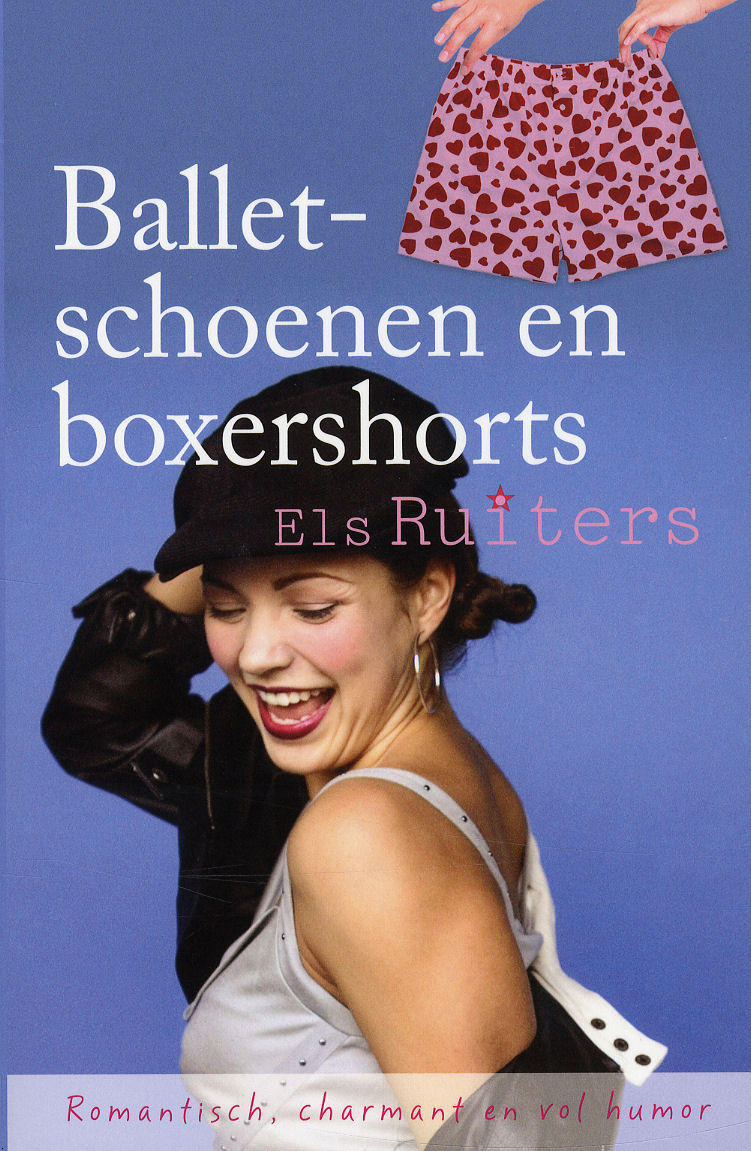 Ballet-
schoenen en
boxershorts
Els Ruiters
Romantisch, charmant en vol humor